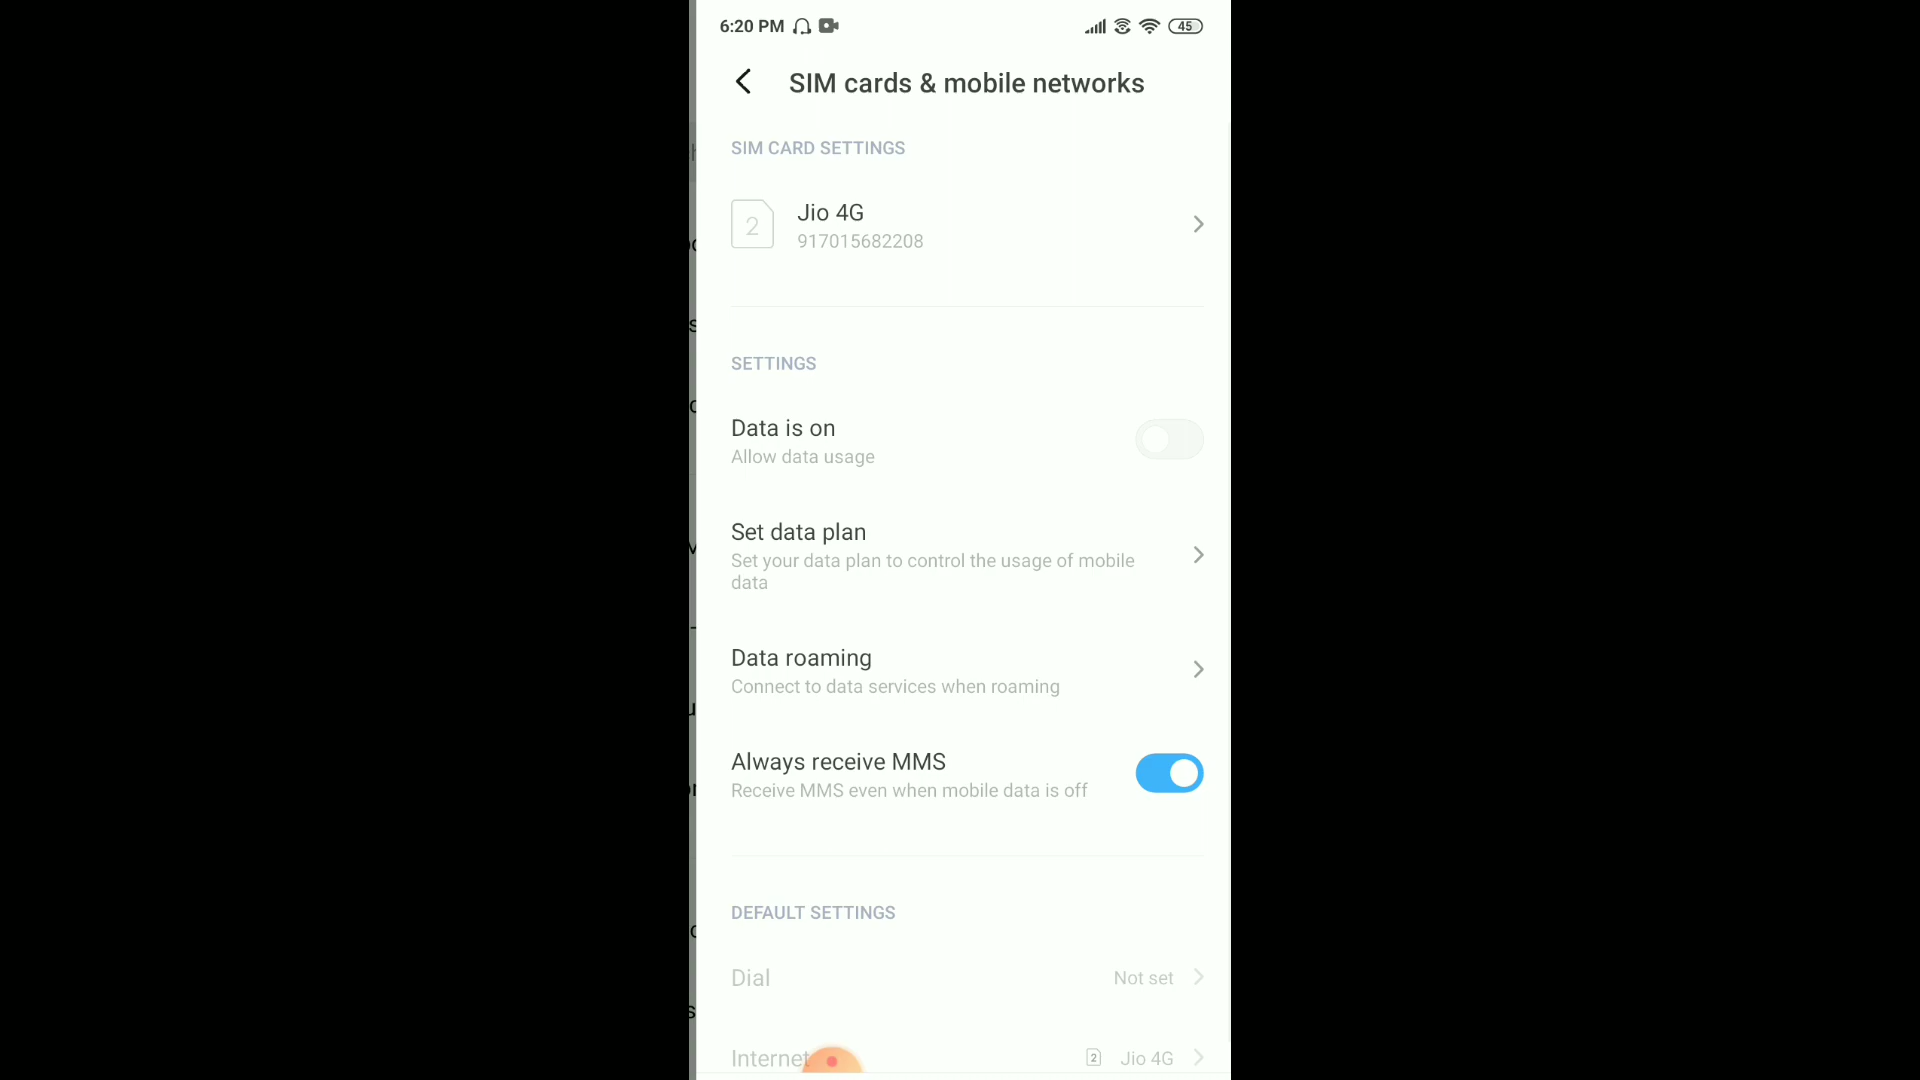 6:20 PM 45
SIM cards & mobile networks
SIM CARD SETTINGS
2
Jio 4G
917015682208
SETTINGS
Data is on
Allow data usage
Set data plan
Set your data plan to control the usage of mobile
data
Data roaming
Connect to data services when roaming
Always receive MMS
Receive MMS even when mobile data is off
DEFAULT SETTINGS
Dial Not set
Internet 2 Jio 4G